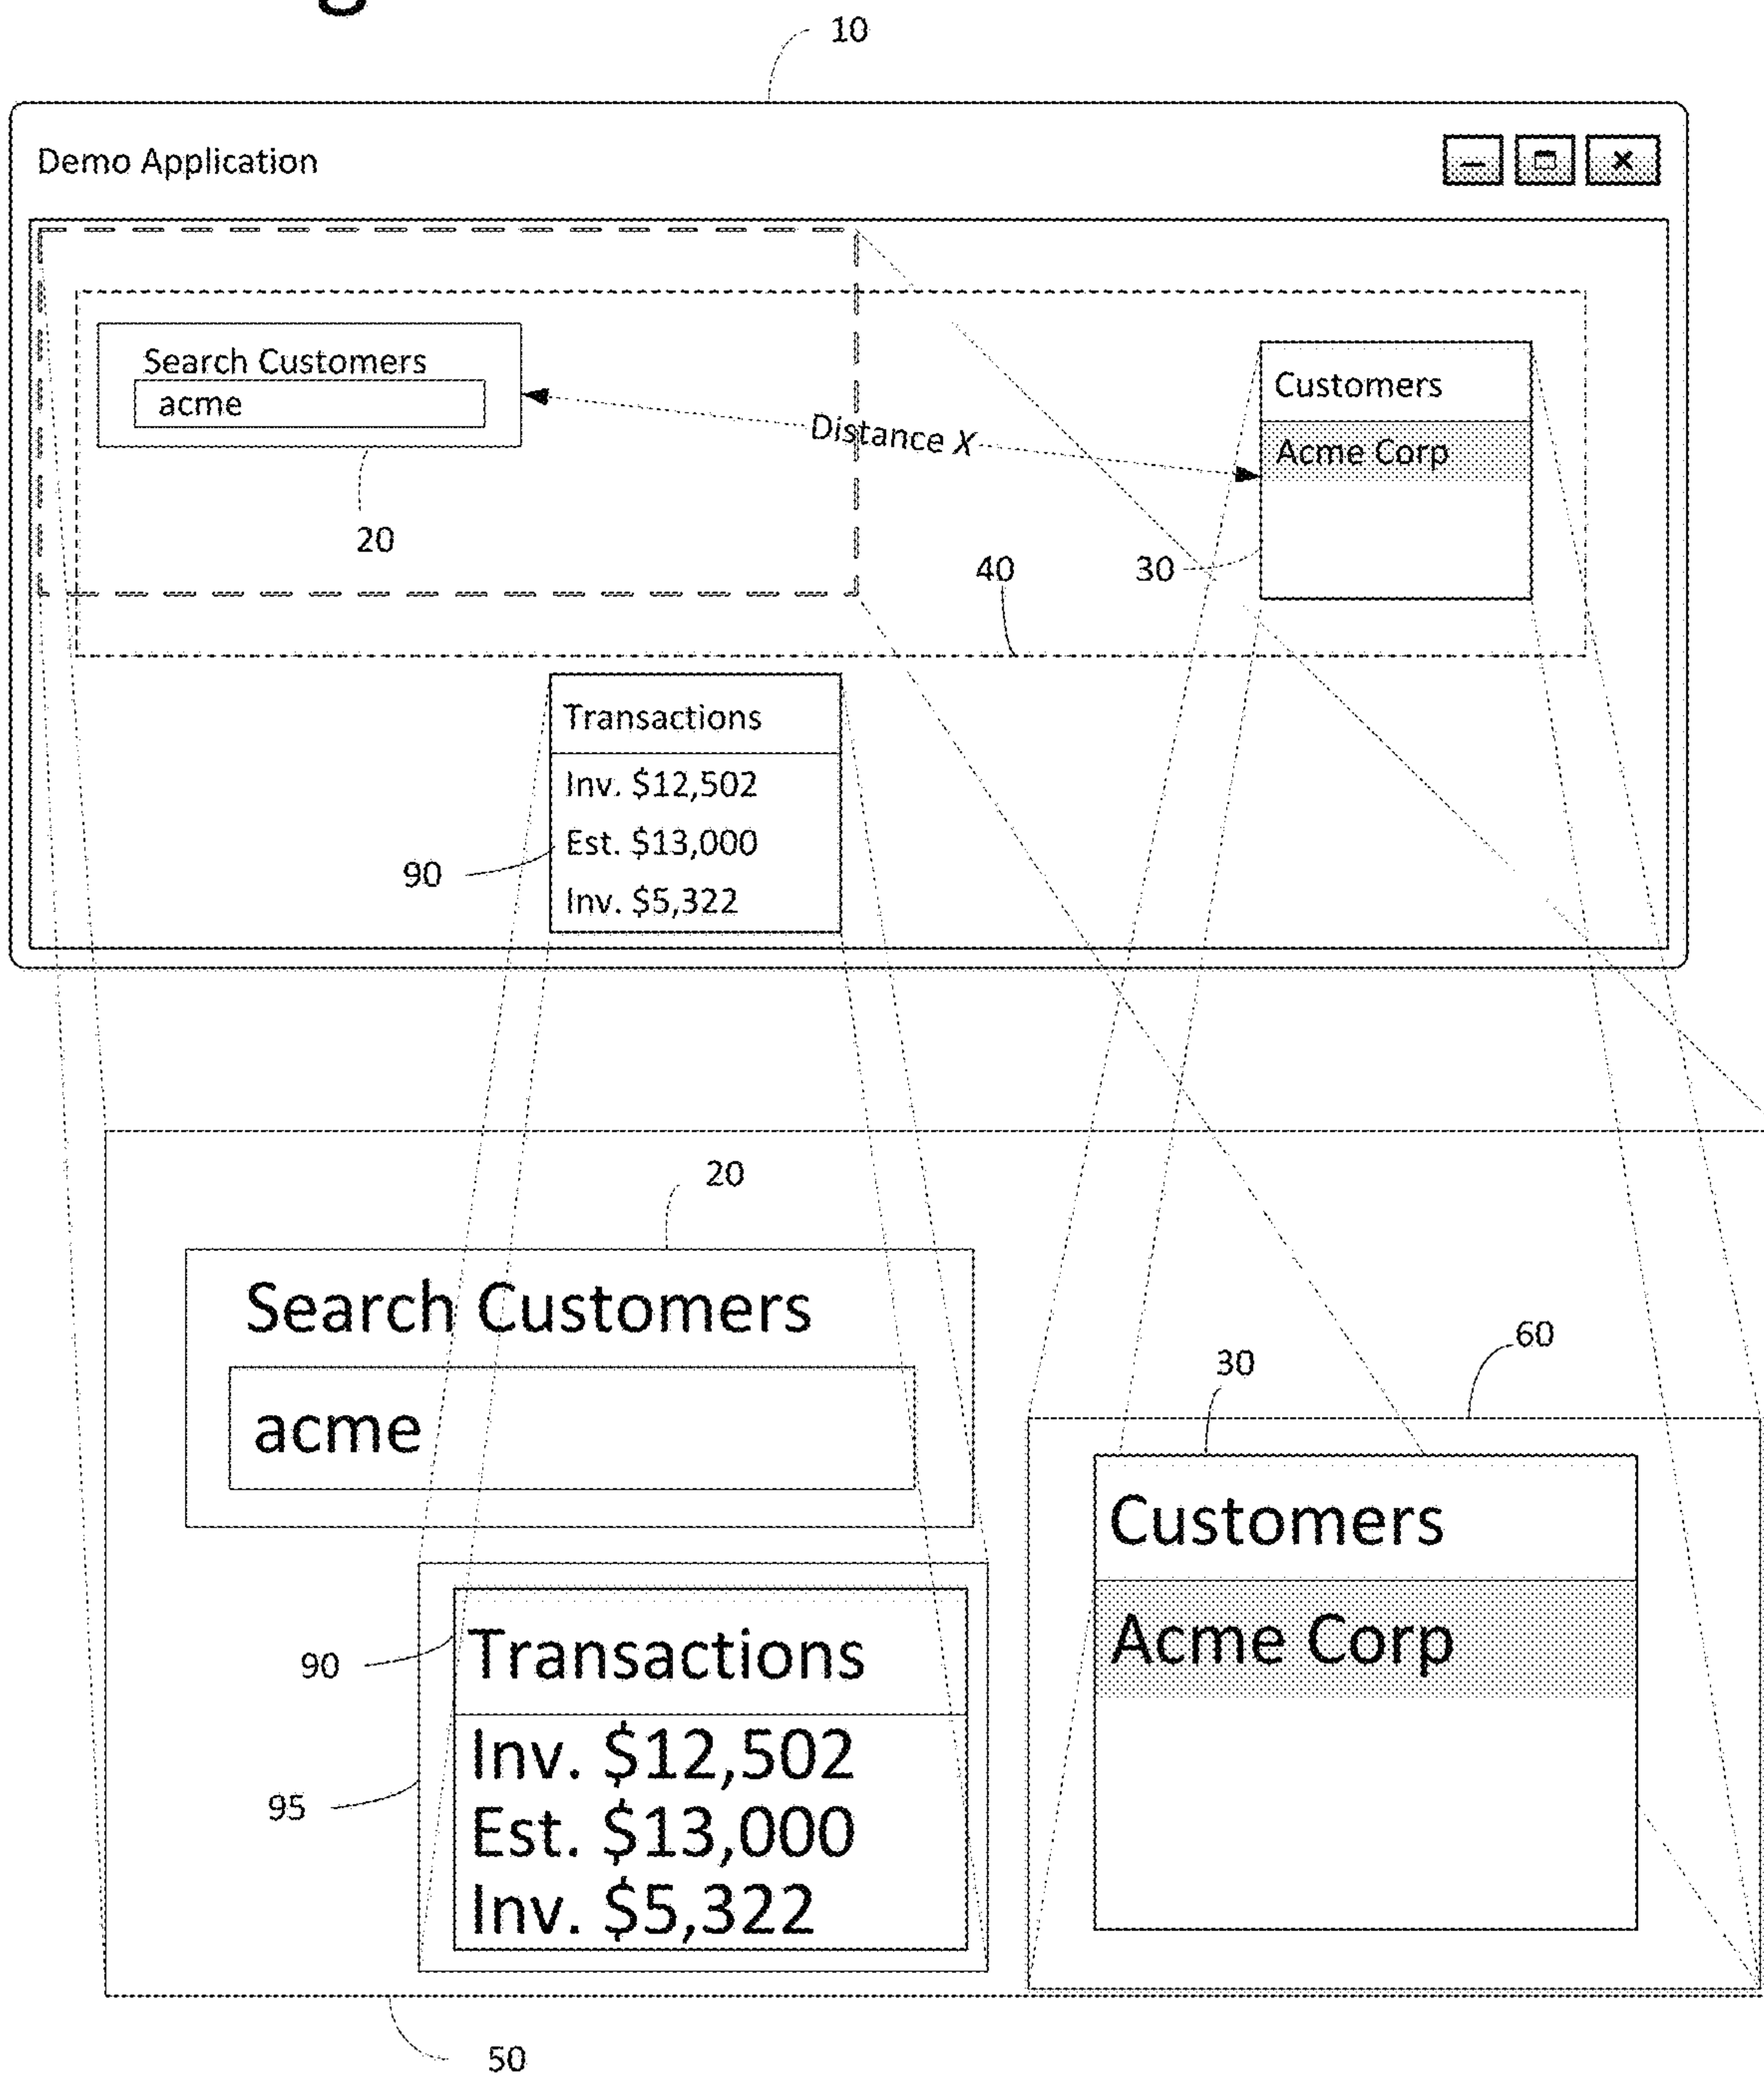 10
Demo Application
Search Customers
acme
Distance X
Customers
Acme Corp
20
40
30
Transactions
Inv. $12,502
Est. $13,000
Inv. $5,322
90
20
Search Customers
acme
60
30
Customers
Acme Corp
90
Transactions
Inv. $12,502
Est. $13,000
Inv. $5,322
95
50